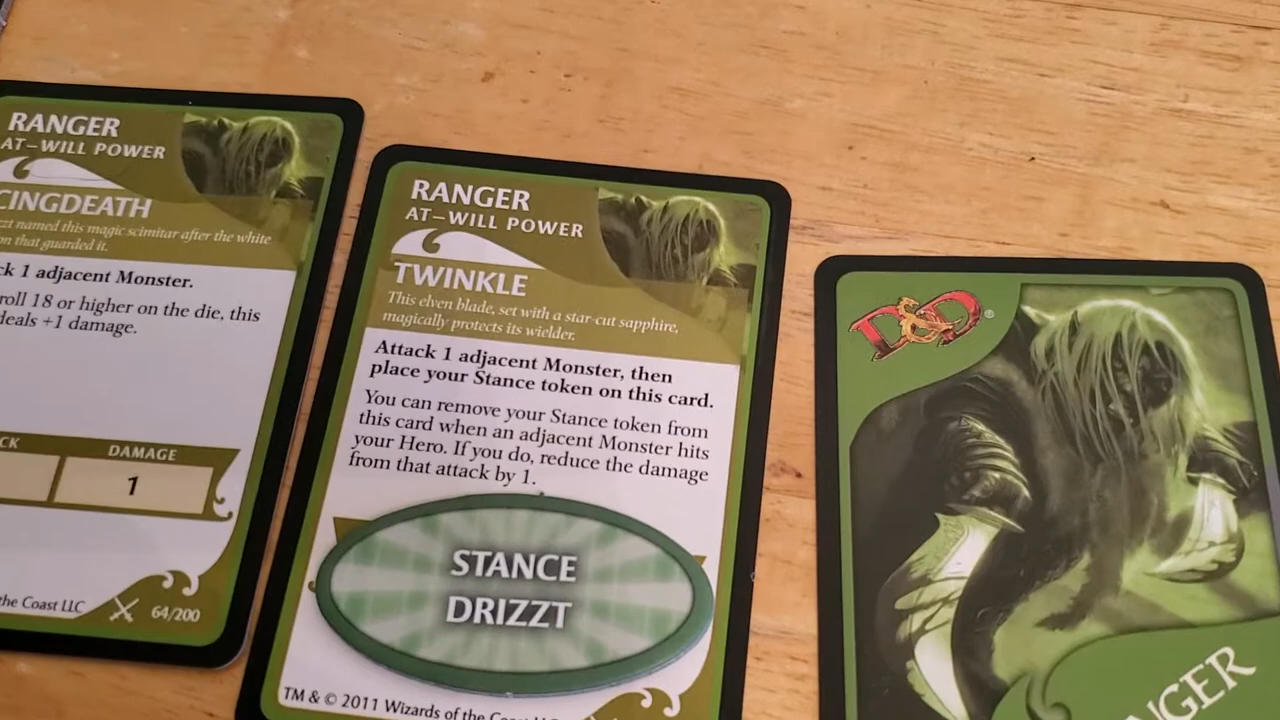 RANGER
AT–WILL POWER
CINGDEATH
zzt named this magic scimitar after the white
on that guarded it.
ck 1 adjacent Monster.
roll 18 or higher on the die, this
deals +1 damage.
CK
DAMAGE
1
the Coast LLC
64/200
RANGER
AT–WILL POWER
TWINKLE
This elven blade, set with a star-cut sapphire,
magically protects its wielder.
Attack 1 adjacent Monster, then
place your Stance token on this card.
You can remove your Stance token from
this card when an adjacent Monster hits
your Hero. If you do, reduce the damage
from that attack by 1.
STANCE
DRIZZT
TM & © 2011 Wizards of the Coast LLC
D&D®
NGER